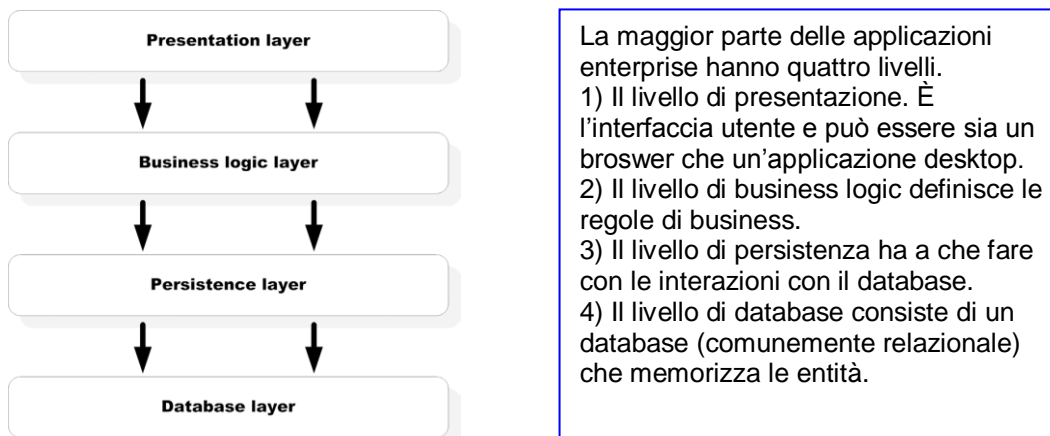 Presentation layer
Business logic layer
Persistence layer
Database layer
La maggior parte delle applicazioni
enterprise hanno quattro livelli.
1) Il livello di presentazione. È
l’interfaccia utente e può essere sia un
broswer che un’applicazione desktop.
2) Il livello di business logic definisce le
regole di business.
3) Il livello di persistenza ha a che fare
con le interazioni con il database.
4) Il livello di database consiste di un
database (comunemente relazionale)
che memorizza le entità.